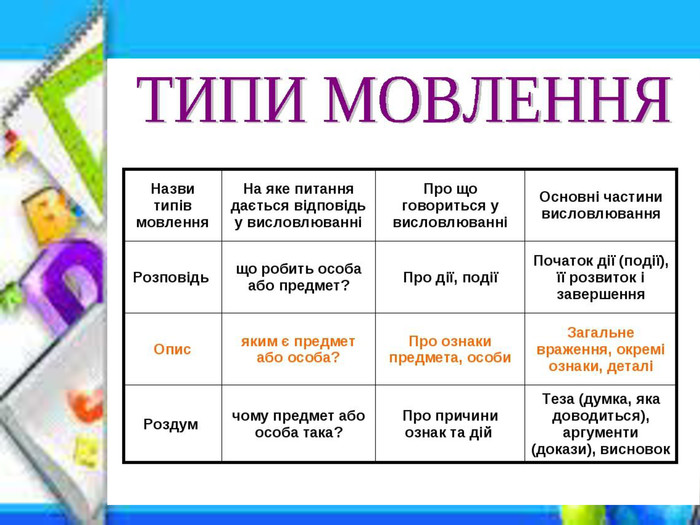 ТИПИ МОВЛЕННЯ
Назви
типів
мовлення
На яке питання
дається відповідь
у висловлюванні
Про що
говориться у
висловлюванні
Основні частини
висловлювання
Розповідь
що робить особа
або предмет?
Про дії, події
Початок дії (події),
її розвиток і
завершення
Опис
яким є предмет
або особа?
Про ознаки
предмета, особи
Загальне
враження, окремі
ознаки, деталі
Роздум
чому предмет або
особа така?
Про причини
ознак та дій
Теза (думка, яка
доводиться),
аргументи
(докази), висновок